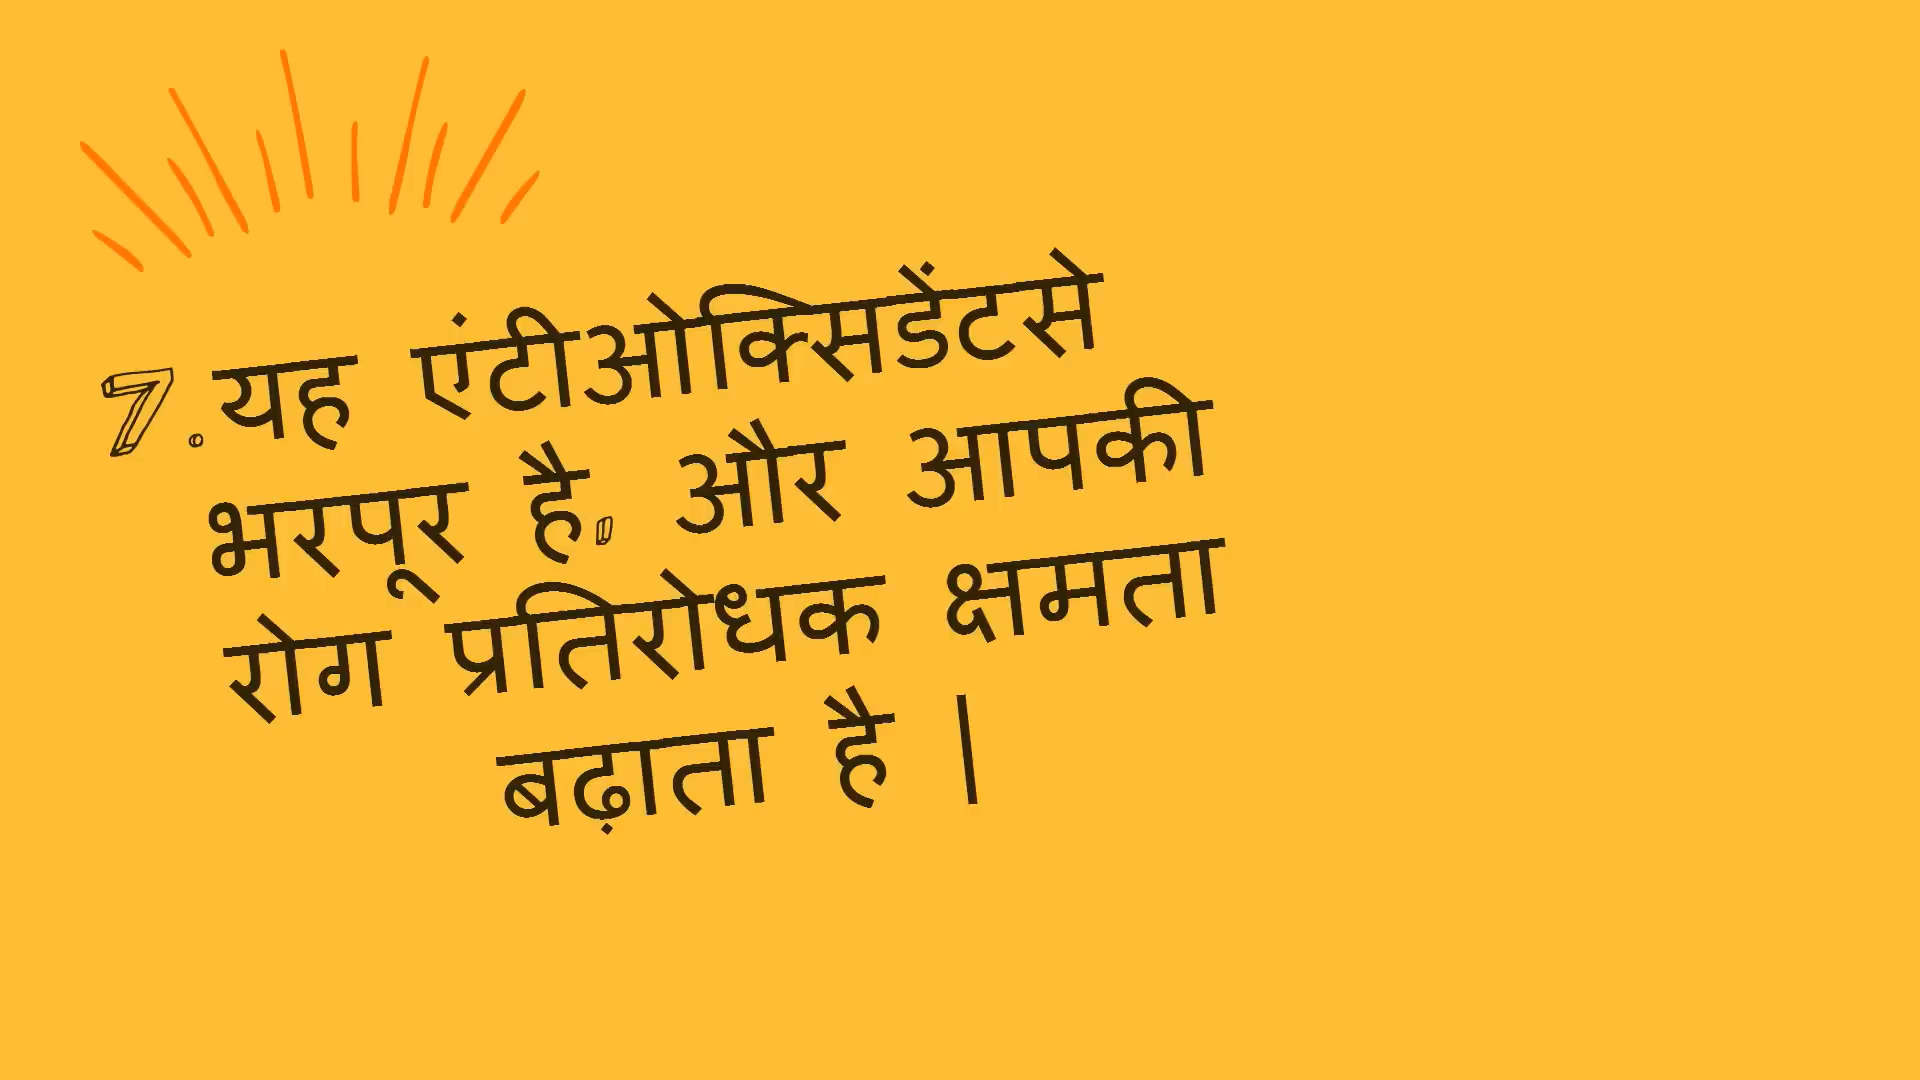 7.यह एंटीओक्सिडेंटसे
भरपूर है, और आपकी
रोग प्रतिरोधक क्षमता
बढ़ाता है |